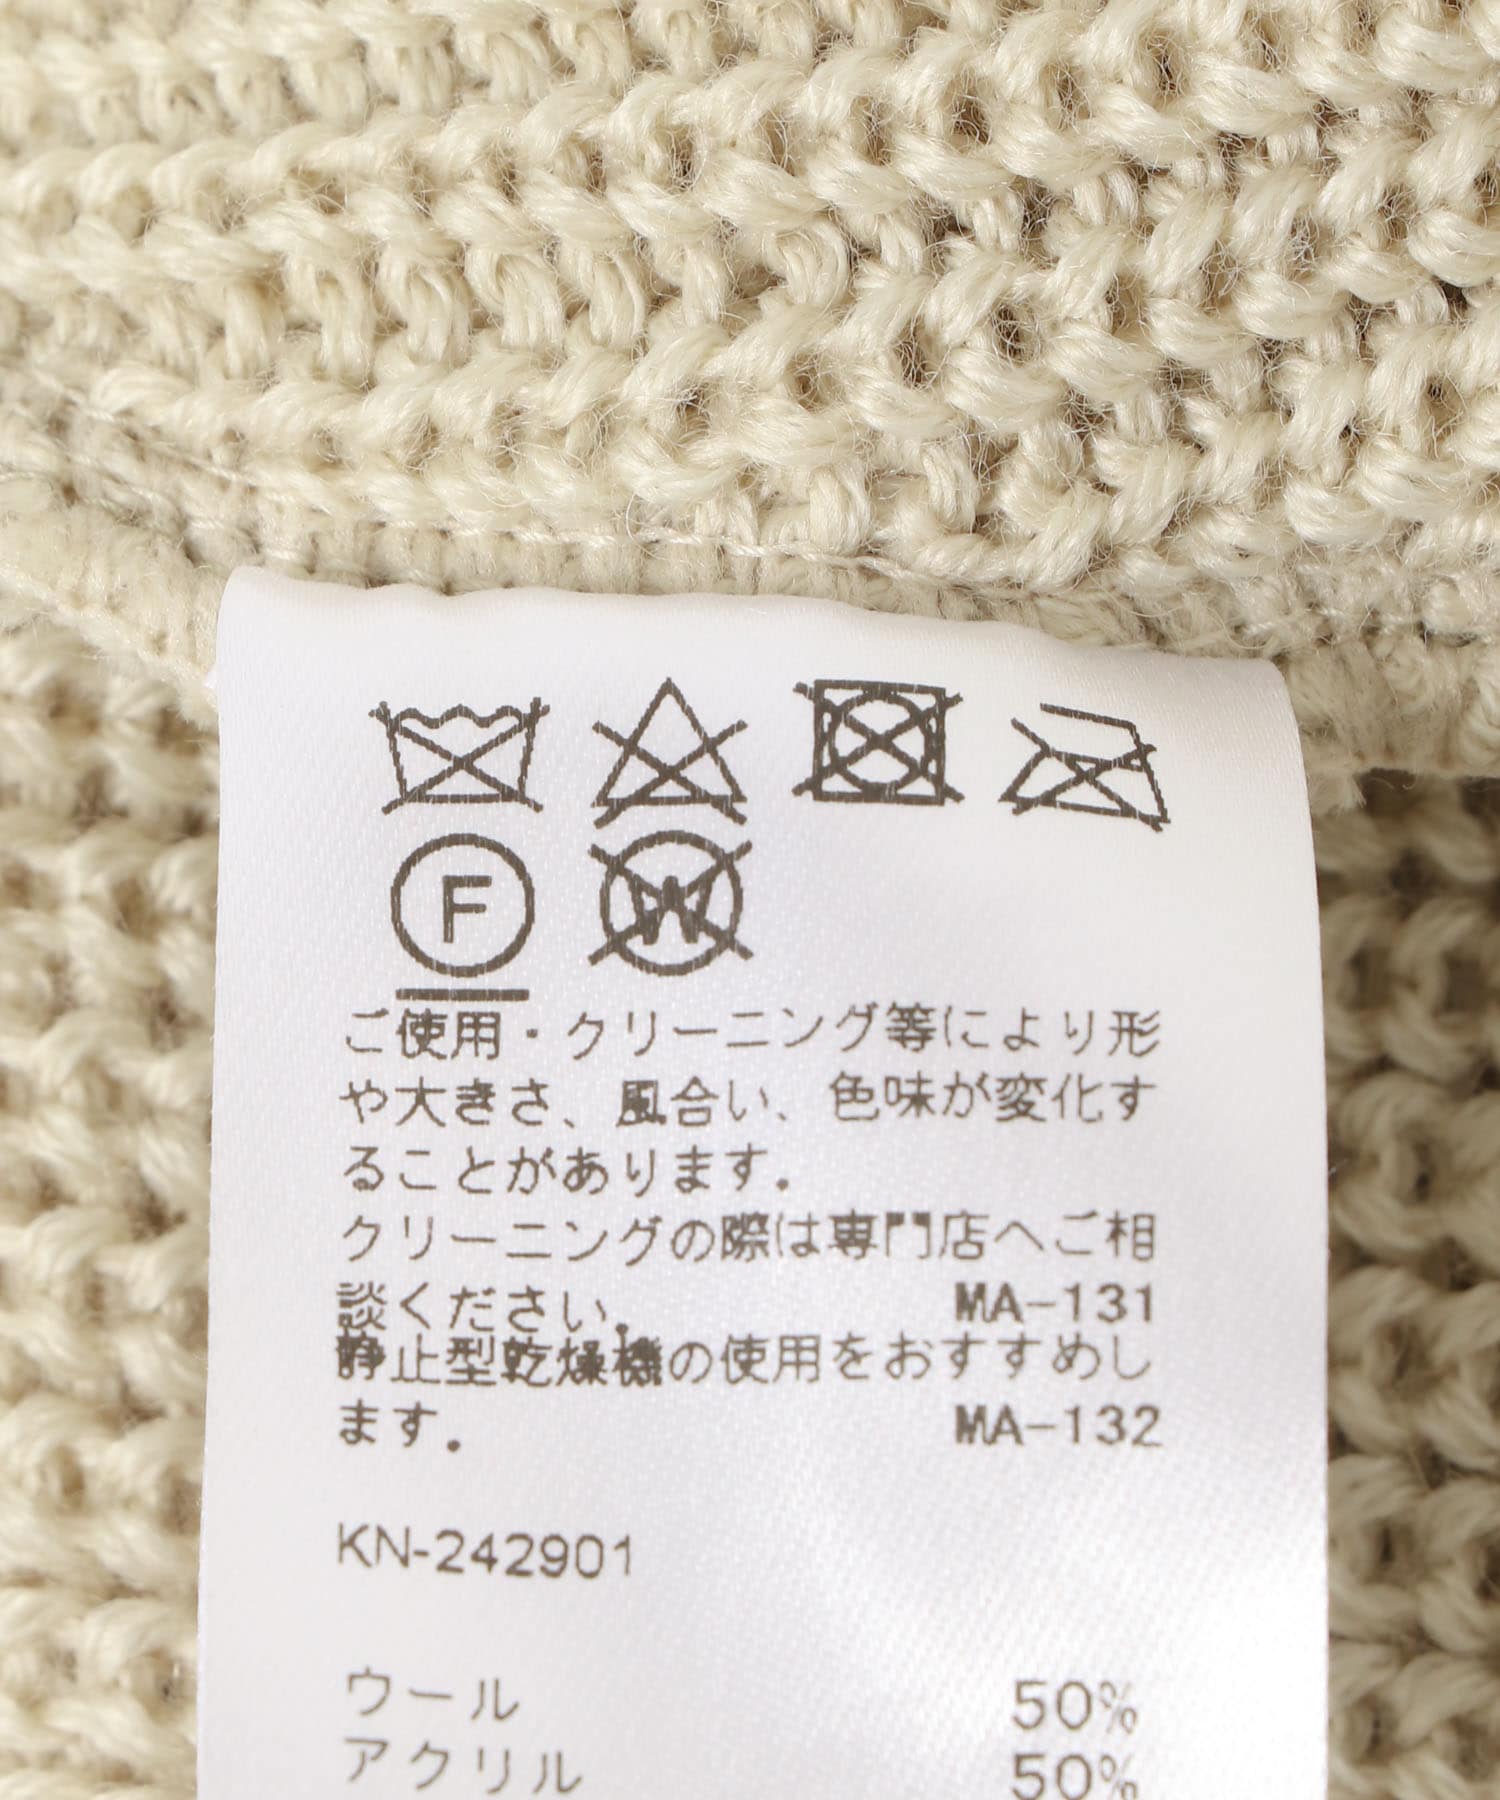 F
W
ご使用・クリーニング等により形
や大きさ、風合い、色味が変化す
ることがあります.
クリーニングの際は専門店へご相
談ください. MA-131
静止型乾燥機の使用をおすすめし
ます. MA-132
KN-242901
ウール 50%
アクリル 50%